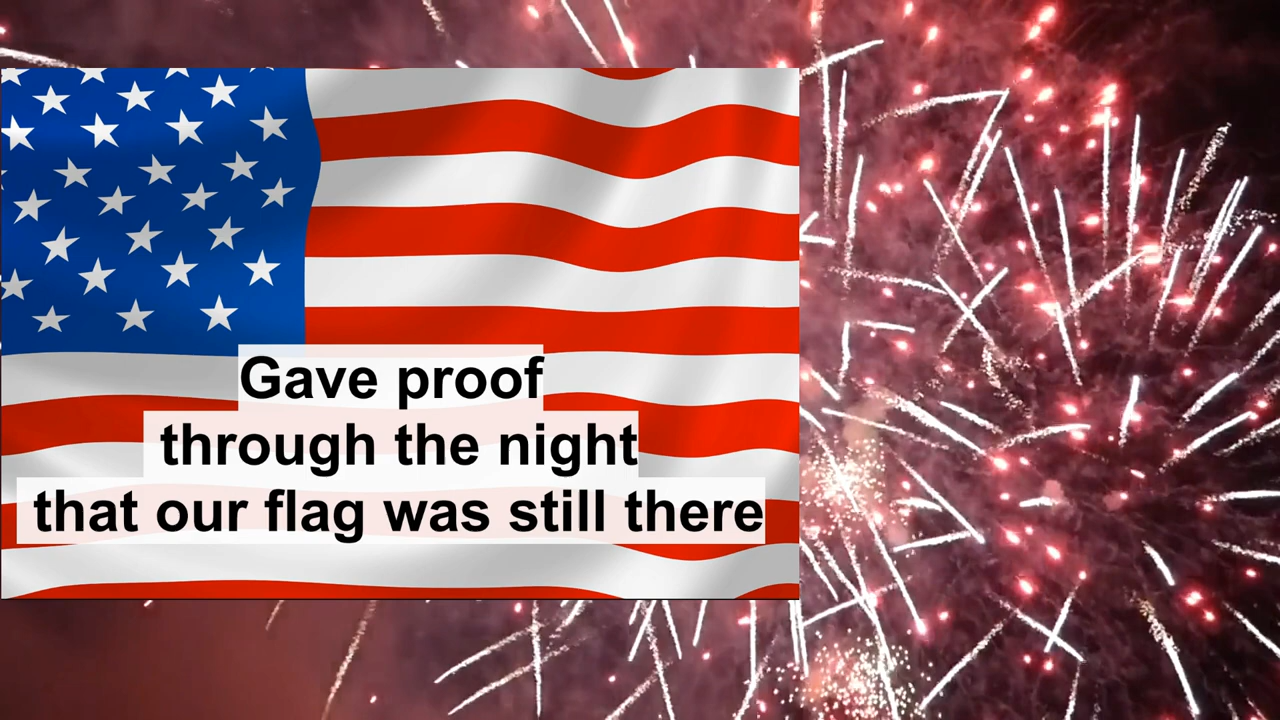 Gave proof
through the night
that our flag was still there